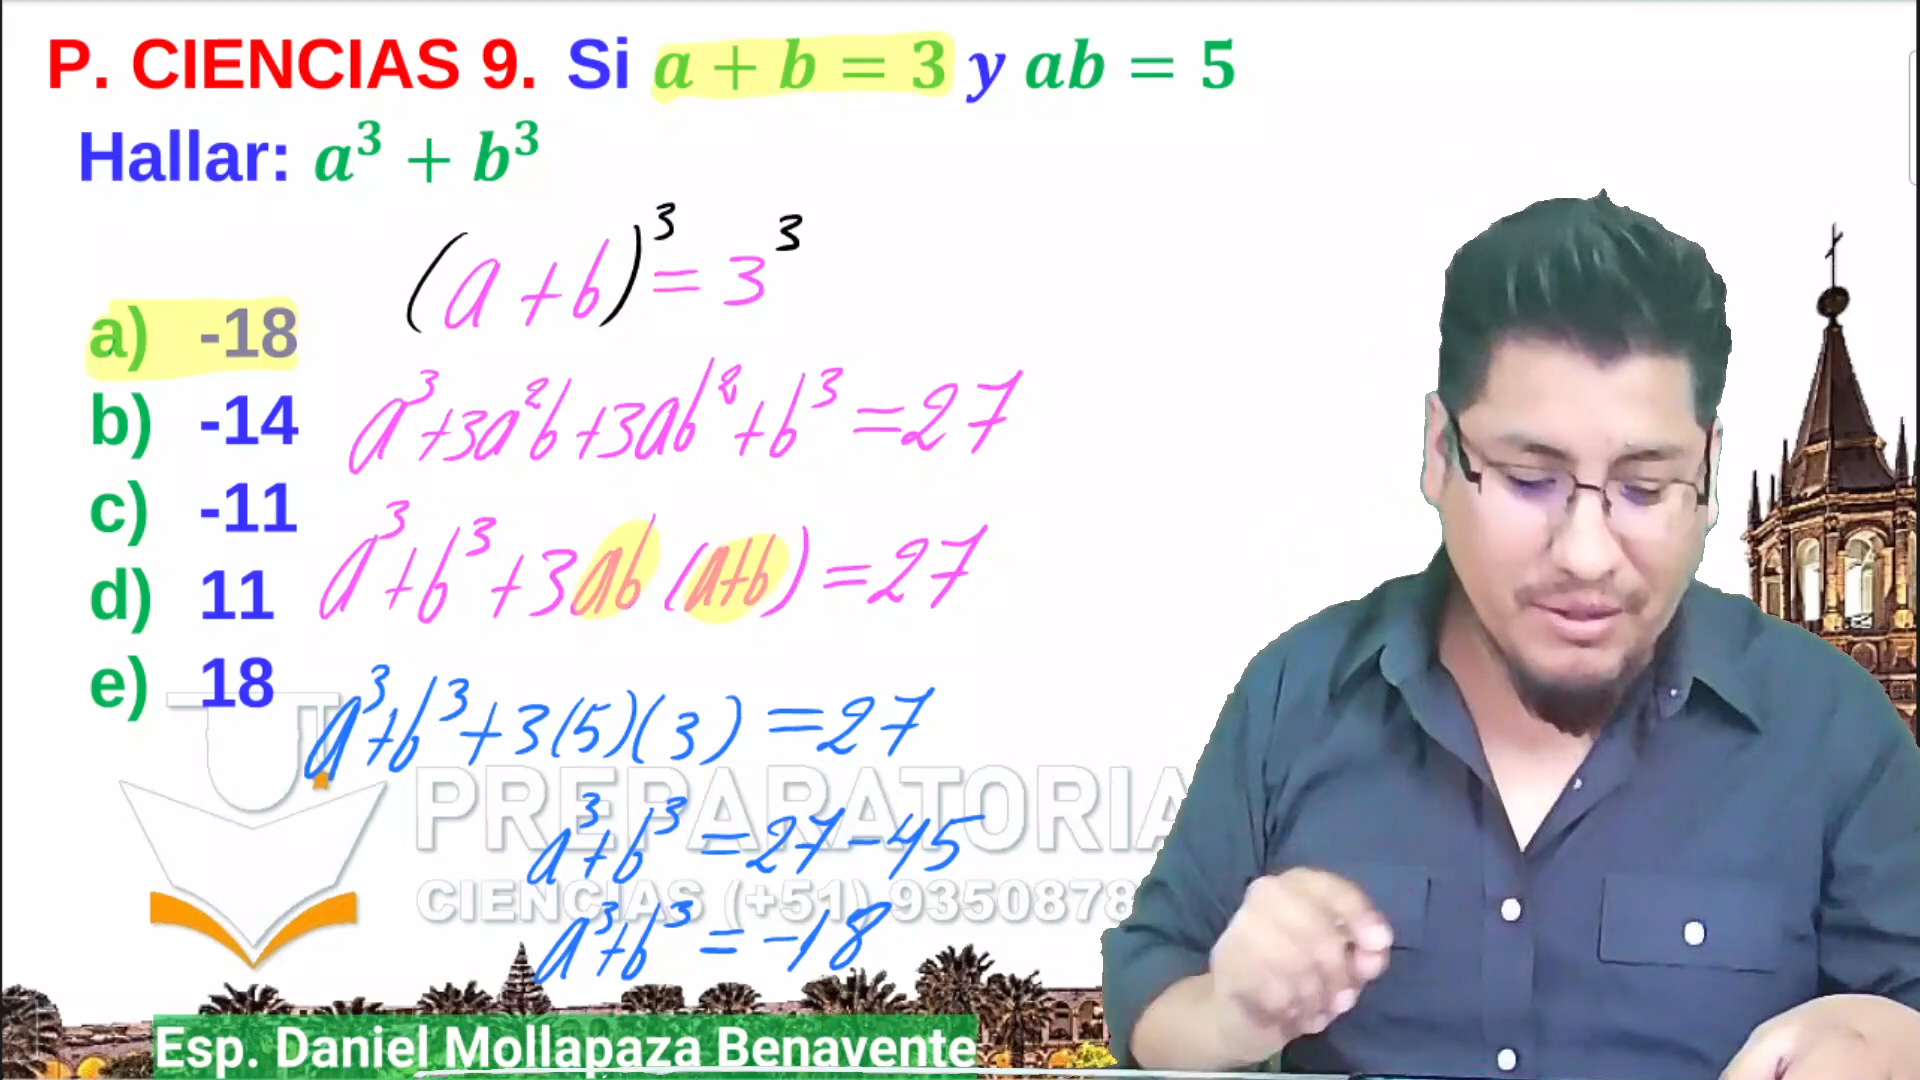 P. CIENCIAS 9. Si a + b = 3 y ab = 5
Hallar: a³ + b³
(a + b)³ = 3³
a) -18
b) -14
c) -11
d) 11
e) 18
a³+3a²b+3ab²+b³=27
a³+b³+3ab(a+b)=27
a³+b³+3(5)(3)=27
a³+b³=27-45
a³+b³=-18
PREPARATORIA
CIENCIAS (+51) 9350878
Esp. Daniel Mollapaza Benavente